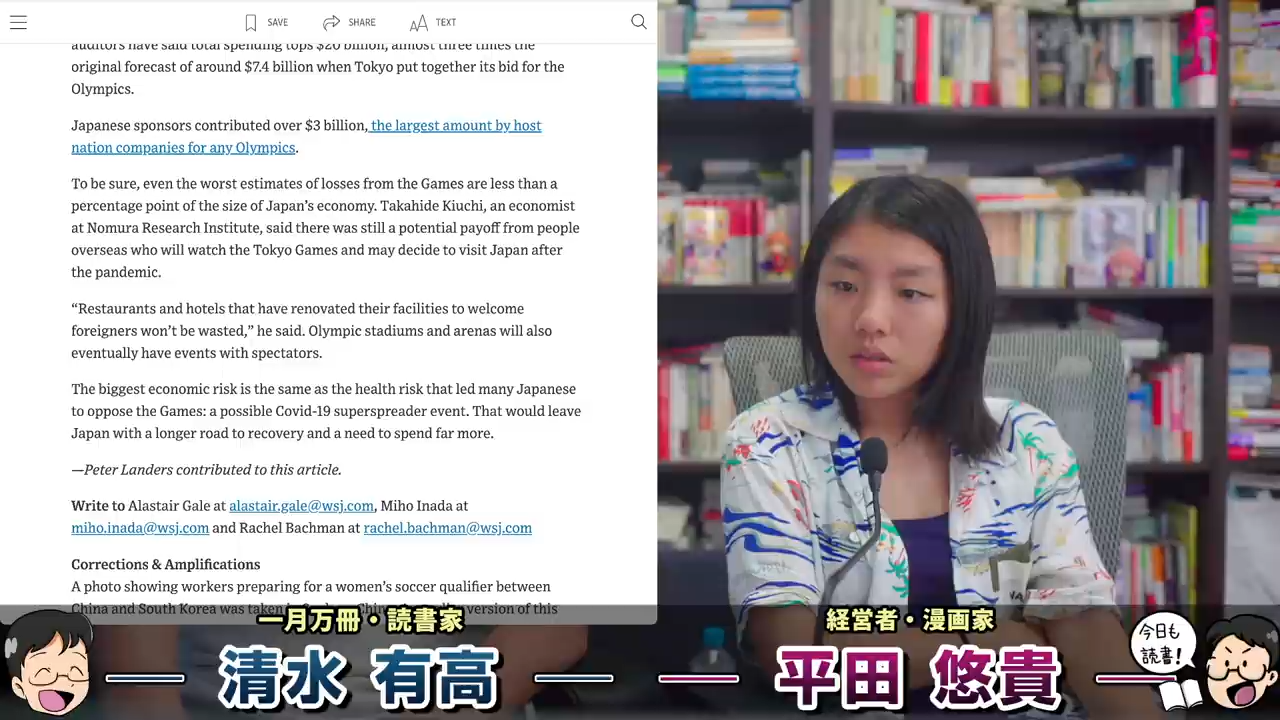 SAVE SHARE TEXT
auditors have said total spending tops $20 billion, almost three times the
original forecast of around $7.4 billion when Tokyo put together its bid for the
Olympics.
Japanese sponsors contributed over $3 billion, the largest amount by host
nation companies for any Olympics.
To be sure, even the worst estimates of losses from the Games are less than a
percentage point of the size of Japan’s economy. Takahide Kiuchi, an economist
at Nomura Research Institute, said there was still a potential payoff from people
overseas who will watch the Tokyo Games and may decide to visit Japan after
the pandemic.
“Restaurants and hotels that have renovated their facilities to welcome
foreigners won’t be wasted,” he said. Olympic stadiums and arenas will also
eventually have events with spectators.
The biggest economic risk is the same as the health risk that led many Japanese
to oppose the Games: a possible Covid-19 superspreader event. That would leave
Japan with a longer road to recovery and a need to spend far more.
—Peter Landers contributed to this article.
Write to Alastair Gale at alastair.gale@wsj.com, Miho Inada at
miho.inada@wsj.com and Rachel Bachman at rachel.bachman@wsj.com
Corrections & Amplifications
A photo showing workers preparing for a women’s soccer qualifier between
China and South Korea was taken version of this
一月万冊・読書家
清水 有高
経営者・漫画家
平田 悠貴
今日も
読書!